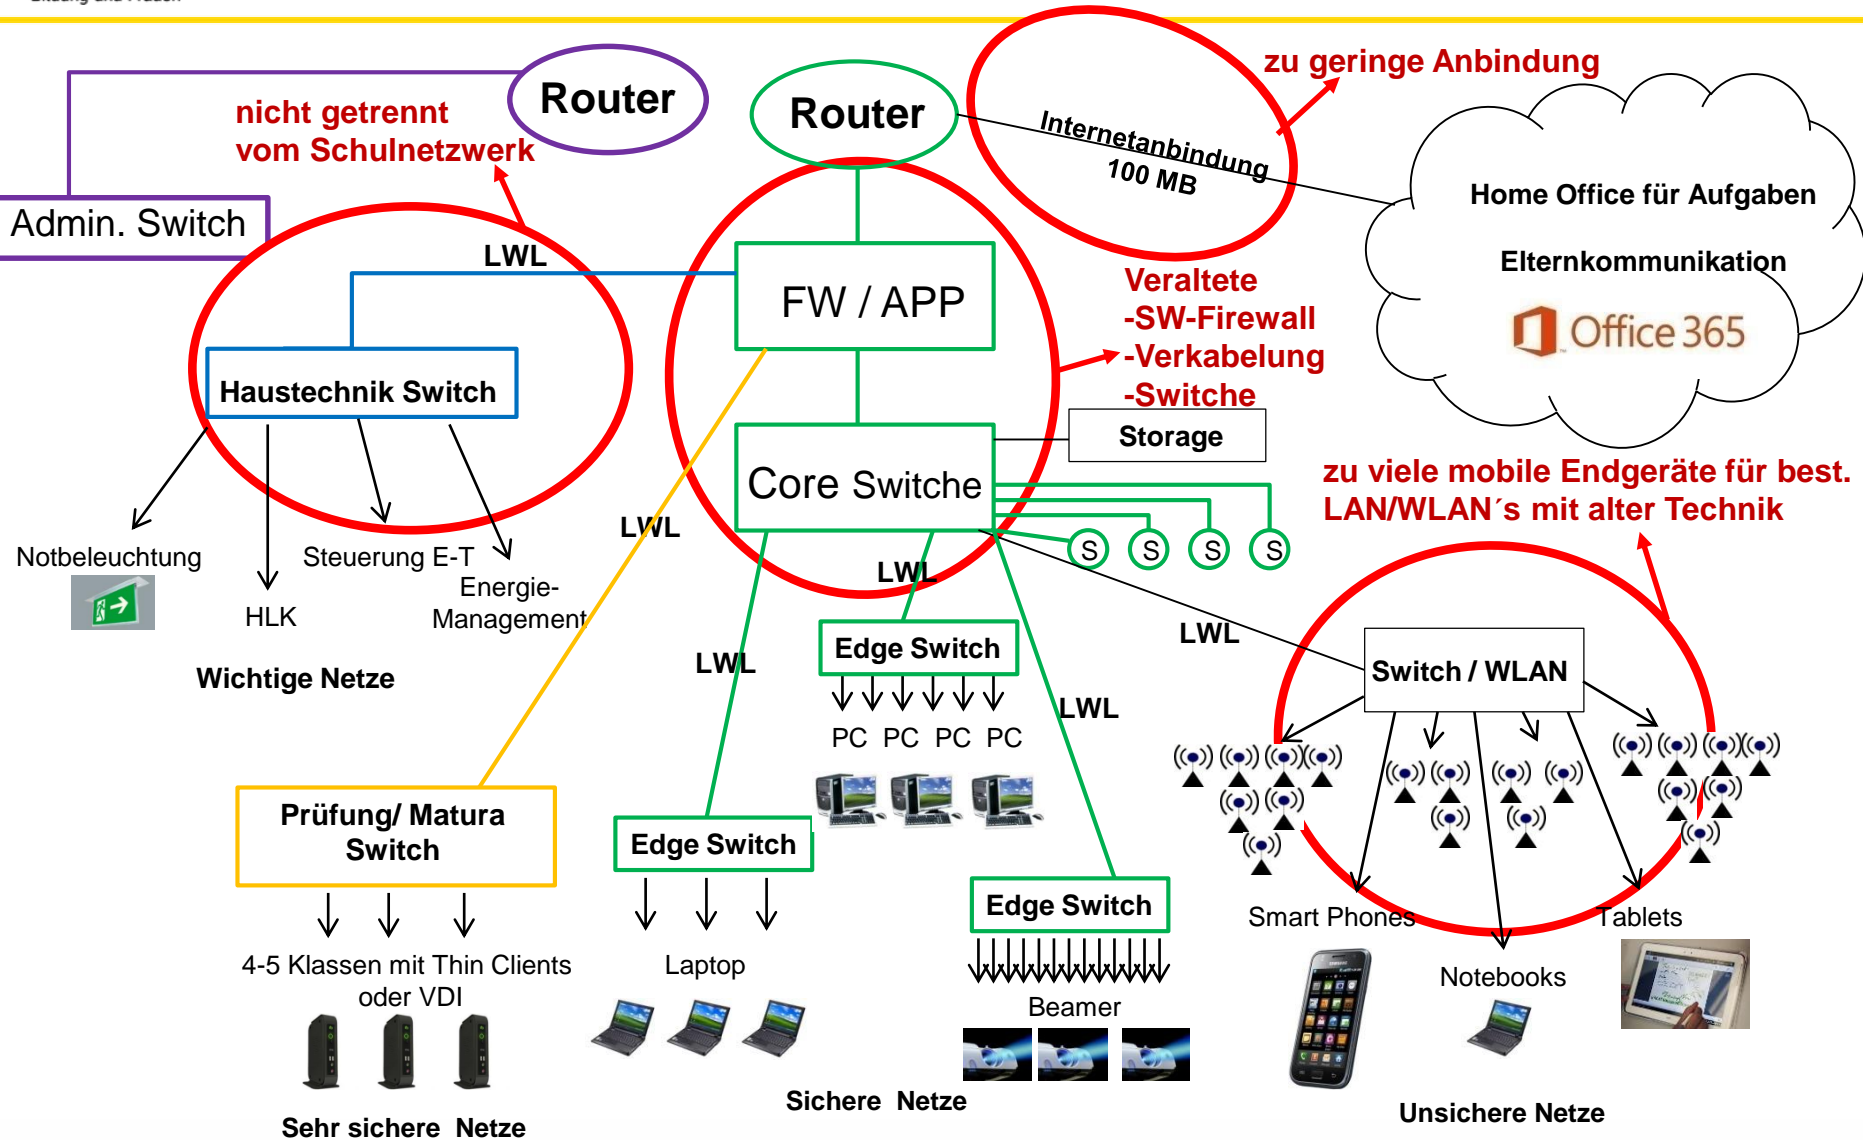 Bildung und Frauen
Router
Router
zu geringe Anbindung
nicht getrennt
vom Schulnetzwerk
Internetanbindung
100 MB
Home Office für Aufgaben
Elternkommunikation
Office 365
Admin. Switch
LWL
FW / APP
Veraltete
-SW-Firewall
-Verkabelung
-Switche
Haustechnik Switch
Storage
Core Switche
zu viele mobile Endgeräte für best.
LAN/WLAN´s mit alter Technik
LWL
S S S S
Notbeleuchtung
Steuerung E-T
Energie-
Management
HLK
LWL
Edge Switch
LWL
LWL
Switch / WLAN
Wichtige Netze
LWL
PC PC PC PC
Prüfung/ Matura
Switch
Edge Switch
Edge Switch
Smart Phones
Tablets
4-5 Klassen mit Thin Clients
oder VDI
Laptop
Notebooks
Beamer
Sichere Netze
Unsichere Netze
Sehr sichere Netze